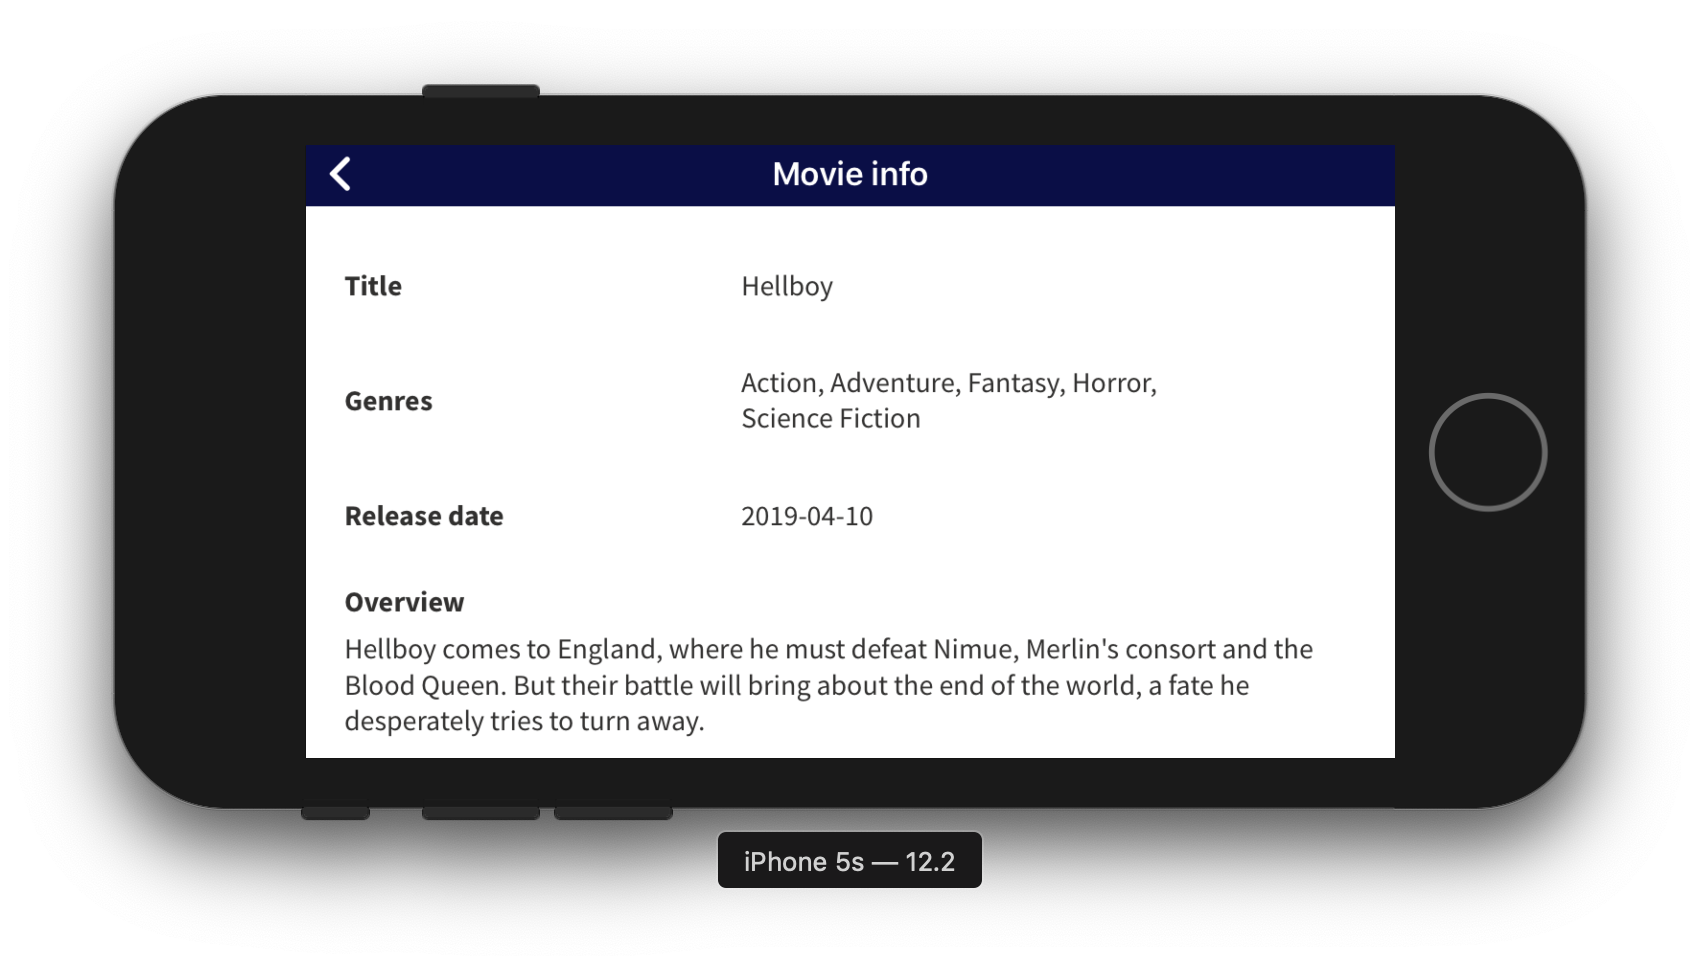 Movie info
Title
Hellboy
Genres
Action, Adventure, Fantasy, Horror,
Science Fiction
Release date
2019-04-10
Overview
Hellboy comes to England, where he must defeat Nimue, Merlin's consort and the
Blood Queen. But their battle will bring about the end of the world, a fate he
desperately tries to turn away.
iPhone 5s — 12.2